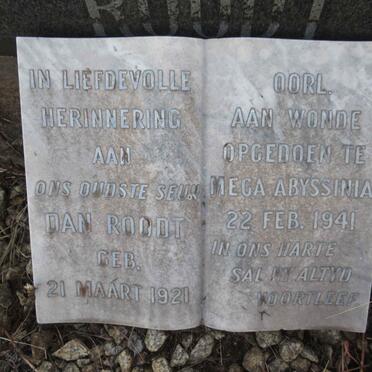 IN LIEFDEVOLLE
HERINNERING
AAN
ONS OUDSTE SEUN
DAN ROODT
GEB.
21 MAART 1921
OORL.
AAN WONDE
OPGEDOEN TE
MEGA ABYSSINIA
22 FEB. 1941
IN ONS HARTE
SAL HY ALTYD
VOORTLEEF